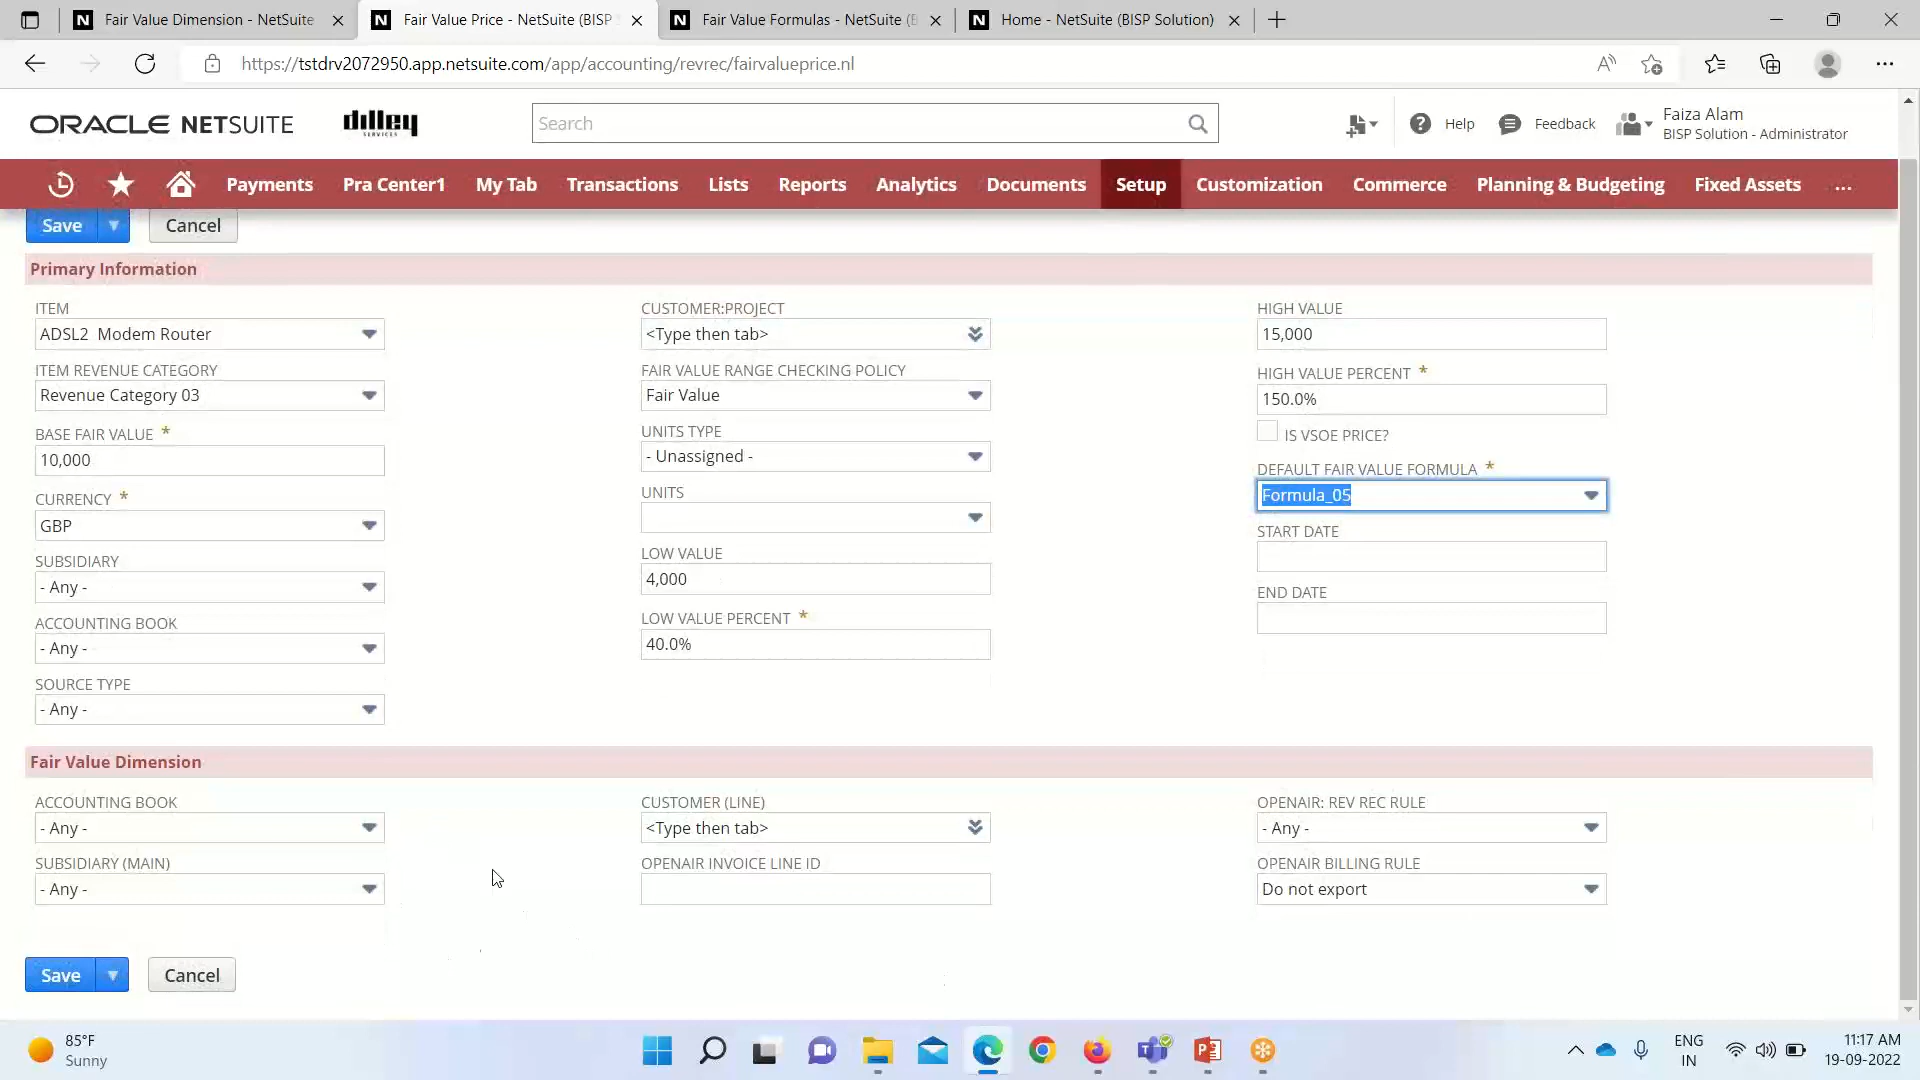 Fair Value Dimension - NetSuite
Fair Value Price - NetSuite (BISP
Fair Value Formulas - NetSuite (
Home - NetSuite (BISP Solution)
https://tstdrv2072950.app.netsuite.com/app/accounting/revrec/fairvalueprice.nl
ORACLE NETSUITE
dilley
SERVICES
Search
Help
Feedback
Faiza Alam
BISP Solution - Administrator
Payments
Pra Center1
My Tab
Transactions
Lists
Reports
Analytics
Documents
Setup
Customization
Commerce
Planning & Budgeting
Fixed Assets
...
Save
Cancel
Primary Information
ITEM
ADSL2 Modem Router
ITEM REVENUE CATEGORY
Revenue Category 03
BASE FAIR VALUE *
10,000
CURRENCY *
GBP
SUBSIDIARY
- Any -
ACCOUNTING BOOK
- Any -
SOURCE TYPE
- Any -
CUSTOMER:PROJECT
<Type then tab>
FAIR VALUE RANGE CHECKING POLICY
Fair Value
UNITS TYPE
- Unassigned -
UNITS
LOW VALUE
4,000
LOW VALUE PERCENT *
40.0%
HIGH VALUE
15,000
HIGH VALUE PERCENT *
150.0%
IS VSOE PRICE?
DEFAULT FAIR VALUE FORMULA *
Formula_05
START DATE
END DATE
Fair Value Dimension
ACCOUNTING BOOK
- Any -
SUBSIDIARY (MAIN)
- Any -
CUSTOMER (LINE)
<Type then tab>
OPENAIR INVOICE LINE ID
OPENAIR: REV REC RULE
- Any -
OPENAIR BILLING RULE
Do not export
Save
Cancel
85°F
Sunny
ENG
IN
11:17 AM
19-09-2022